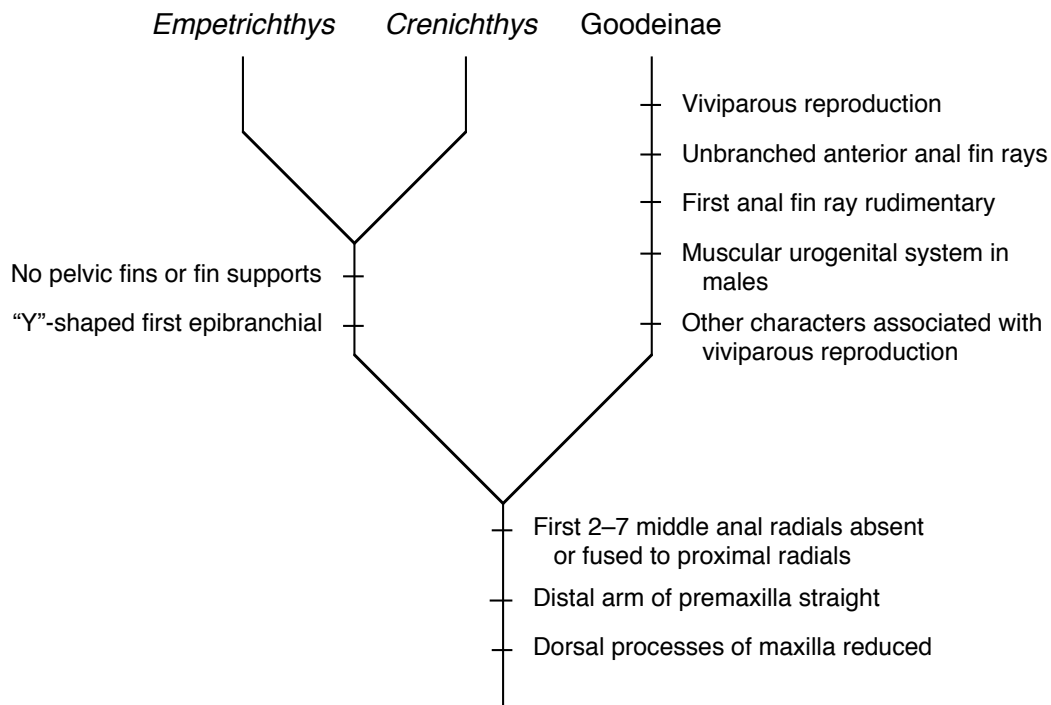 Empetrichthys
Crenichthys
Goodeinae
Viviparous reproduction
Unbranched anterior anal fin rays
First anal fin ray rudimentary
Muscular urogenital system in
males
No pelvic fins or fin supports
“Y”-shaped first epibranchial
Other characters associated with
viviparous reproduction
First 2–7 middle anal radials absent
or fused to proximal radials
Distal arm of premaxilla straight
Dorsal processes of maxilla reduced